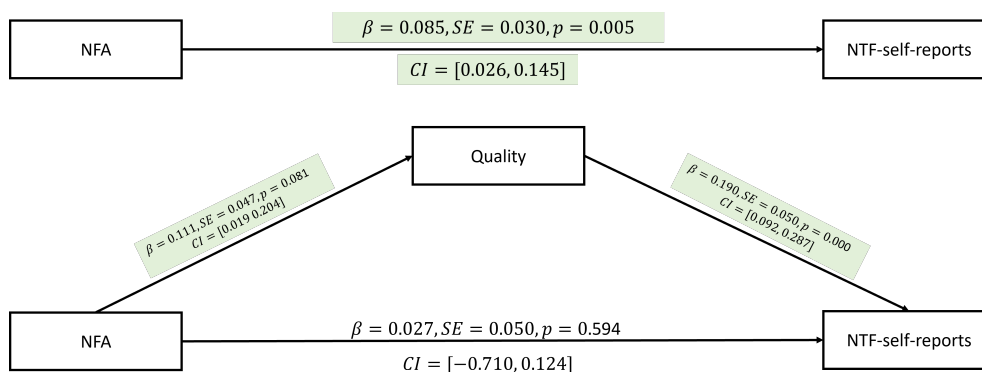 β = 0.085, SE = 0.030, p = 0.005
NFA
NTF-self-reports
CI = [0.026, 0.145]
Quality
β = 0.111, SE = 0.047, p = 0.081
CI = [0.019 0.204]
β = 0.190, SE = 0.050, p = 0.000
CI = [0.092, 0.287]
NFA
β = 0.027, SE = 0.050, p = 0.594
NTF-self-reports
CI = [−0.710, 0.124]